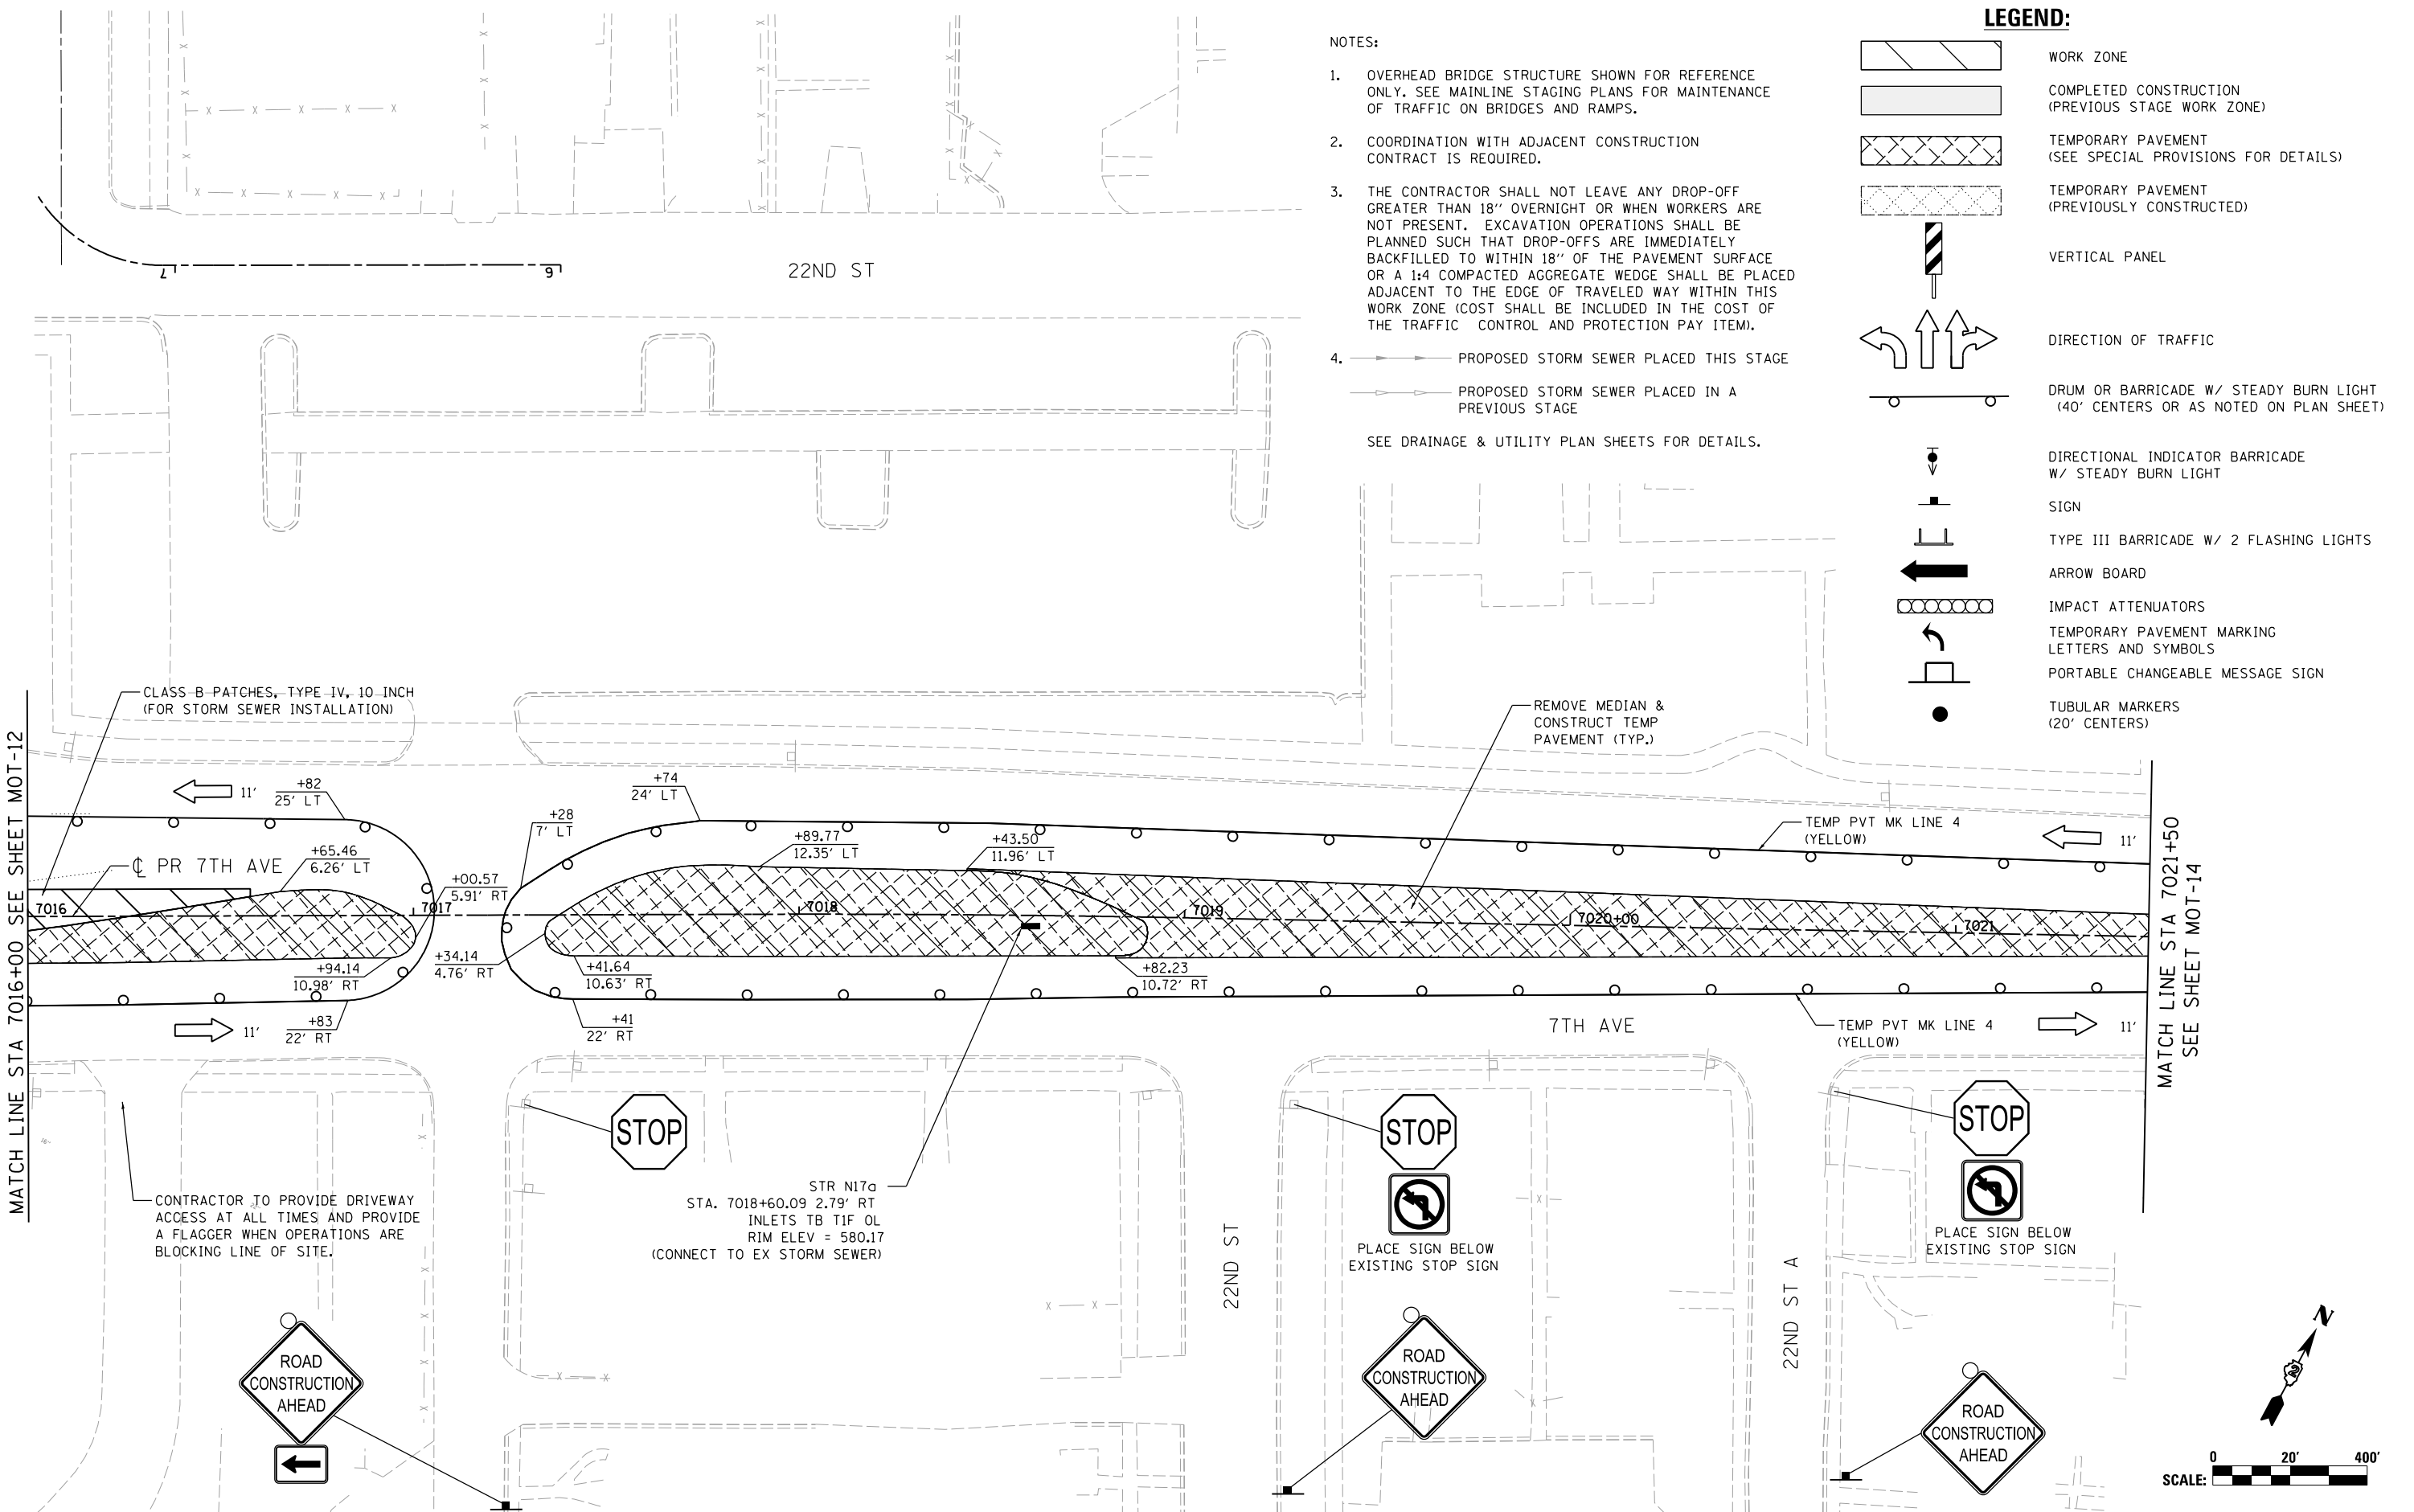 LEGEND:
WORK ZONE
COMPLETED CONSTRUCTION
(PREVIOUS STAGE WORK ZONE)
TEMPORARY PAVEMENT
(SEE SPECIAL PROVISIONS FOR DETAILS)
TEMPORARY PAVEMENT
(PREVIOUSLY CONSTRUCTED)
VERTICAL PANEL
DIRECTION OF TRAFFIC
DRUM OR BARRICADE W/ STEADY BURN LIGHT
(40' CENTERS OR AS NOTED ON PLAN SHEET)
DIRECTIONAL INDICATOR BARRICADE
W/ STEADY BURN LIGHT
SIGN
TYPE III BARRICADE W/ 2 FLASHING LIGHTS
ARROW BOARD
IMPACT ATTENUATORS
TEMPORARY PAVEMENT MARKING
LETTERS AND SYMBOLS
PORTABLE CHANGEABLE MESSAGE SIGN
TUBULAR MARKERS
(20' CENTERS)
NOTES:
1. OVERHEAD BRIDGE STRUCTURE SHOWN FOR REFERENCE
ONLY. SEE MAINLINE STAGING PLANS FOR MAINTENANCE
OF TRAFFIC ON BRIDGES AND RAMPS.
2. COORDINATION WITH ADJACENT CONSTRUCTION
CONTRACT IS REQUIRED.
3. THE CONTRACTOR SHALL NOT LEAVE ANY DROP-OFF
GREATER THAN 18'' OVERNIGHT OR WHEN WORKERS ARE
NOT PRESENT. EXCAVATION OPERATIONS SHALL BE
PLANNED SUCH THAT DROP-OFFS ARE IMMEDIATELY
BACKFILLED TO WITHIN 18'' OF THE PAVEMENT SURFACE
OR A 1:4 COMPACTED AGGREGATE WEDGE SHALL BE PLACED
ADJACENT TO THE EDGE OF TRAVELED WAY WITHIN THIS
WORK ZONE (COST SHALL BE INCLUDED IN THE COST OF
THE TRAFFIC CONTROL AND PROTECTION PAY ITEM).
4. PROPOSED STORM SEWER PLACED THIS STAGE
PROPOSED STORM SEWER PLACED IN A
PREVIOUS STAGE
SEE DRAINAGE & UTILITY PLAN SHEETS FOR DETAILS.
7
6
22ND ST
MATCH LINE STA 7016+00 SEE SHEET MOT-12
CLASS B PATCHES, TYPE IV, 10 INCH
(FOR STORM SEWER INSTALLATION)
REMOVE MEDIAN &
CONSTRUCT TEMP
PAVEMENT (TYP.)
11'
+82
25' LT
+74
24' LT
+28
7' LT
+89.77
12.35' LT
+43.50
11.96' LT
TEMP PVT MK LINE 4
(YELLOW)
11'
MATCH LINE STA 7021+50
SEE SHEET MOT-14
℄ PR 7TH AVE
+65.46
6.26' LT
+00.57
5.91' RT
7016
7017
7018
7019
7020+00
7021
+94.14
10.98' RT
+34.14
4.76' RT
+41.64
10.63' RT
+82.23
10.72' RT
11'
+83
22' RT
+41
22' RT
7TH AVE
TEMP PVT MK LINE 4
(YELLOW)
11'
STOP
STOP
STOP
CONTRACTOR TO PROVIDE DRIVEWAY
ACCESS AT ALL TIMES AND PROVIDE
A FLAGGER WHEN OPERATIONS ARE
BLOCKING LINE OF SITE.
STR N17a
STA. 7018+60.09 2.79' RT
INLETS TB T1F OL
RIM ELEV = 580.17
(CONNECT TO EX STORM SEWER)
22ND ST
PLACE SIGN BELOW
EXISTING STOP SIGN
22ND ST A
PLACE SIGN BELOW
EXISTING STOP SIGN
ROAD
CONSTRUCTION
AHEAD
ROAD
CONSTRUCTION
AHEAD
ROAD
CONSTRUCTION
AHEAD
N
SCALE:
0
20'
400'